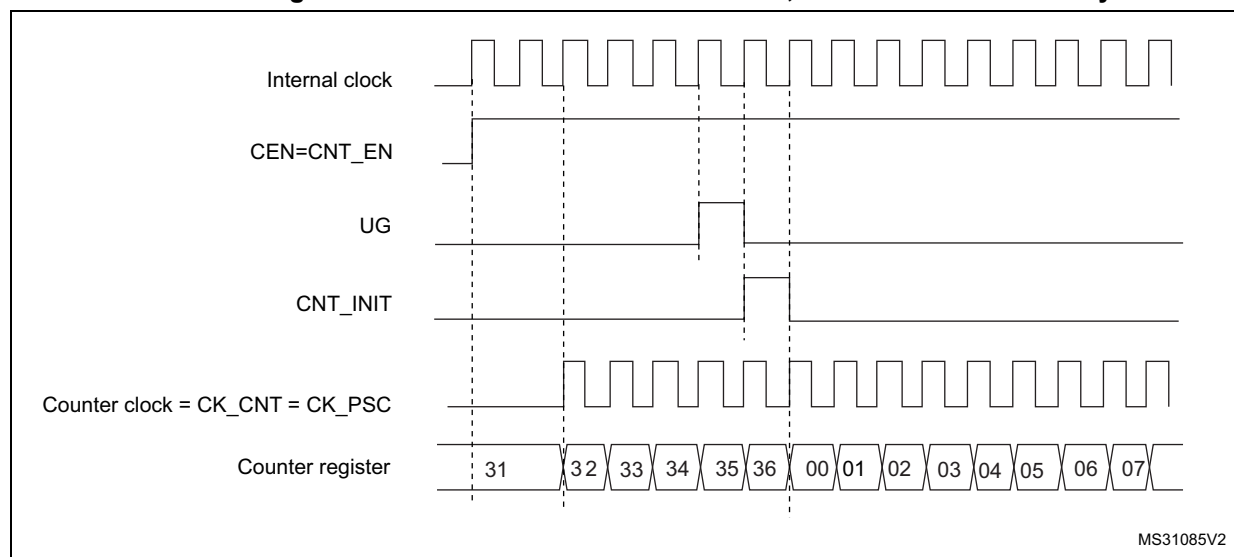 Internal clock
CEN=CNT_EN
UG
CNT_INIT
Counter clock = CK_CNT = CK_PSC
Counter register
31 32 33 34 35 36 00 01 02 03 04 05 06 07
MS31085V2